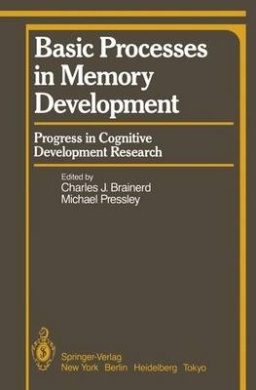 Basic Processes
in Memory
Development
Progress in Cognitive
Development Research
Edited by
Charles J. Brainerd
Michael Pressley
Springer-Verlag
New York Berlin Heidelberg Tokyo